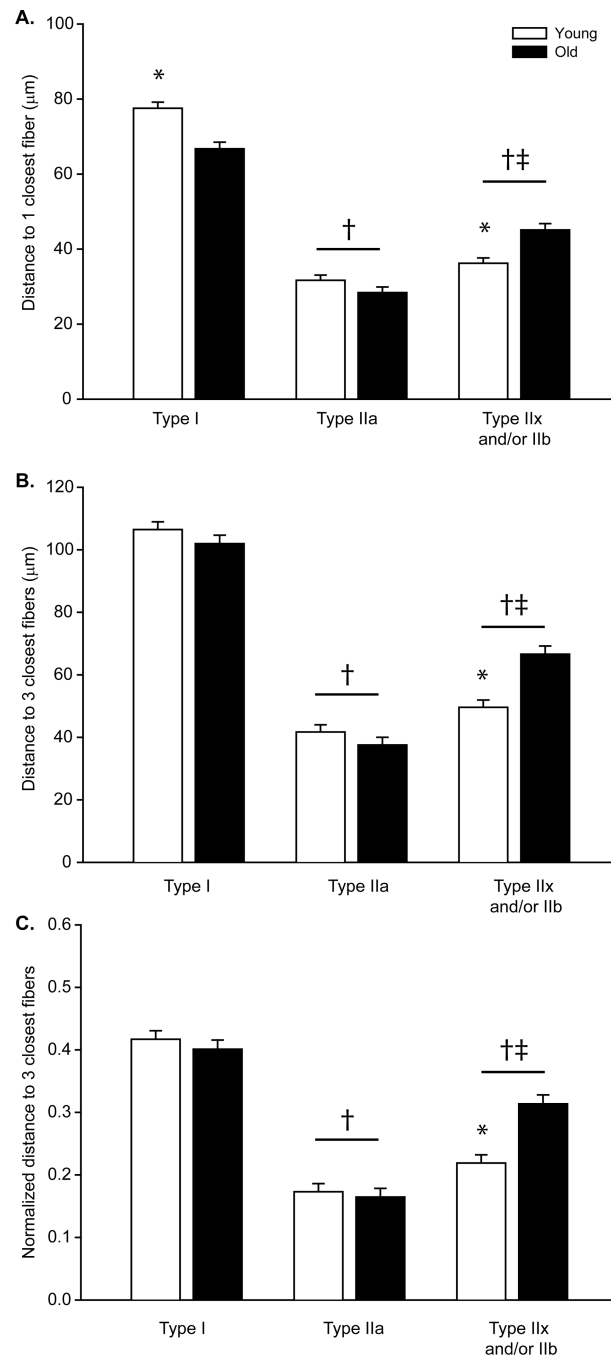 A.
Young
Old
Distance to 1 closest fiber (μm)
100
80
60
40
20
0
*
†
*
†‡
Type I
Type IIa
Type IIx
and/or IIb
B.
Distance to 3 closest fibers (μm)
120
100
80
60
40
20
0
†
*
†‡
Type I
Type IIa
Type IIx
and/or IIb
C.
Normalized distance to 3 closest fibers
0.6
0.5
0.4
0.3
0.2
0.1
0.0
†
*
†‡
Type I
Type IIa
Type IIx
and/or IIb